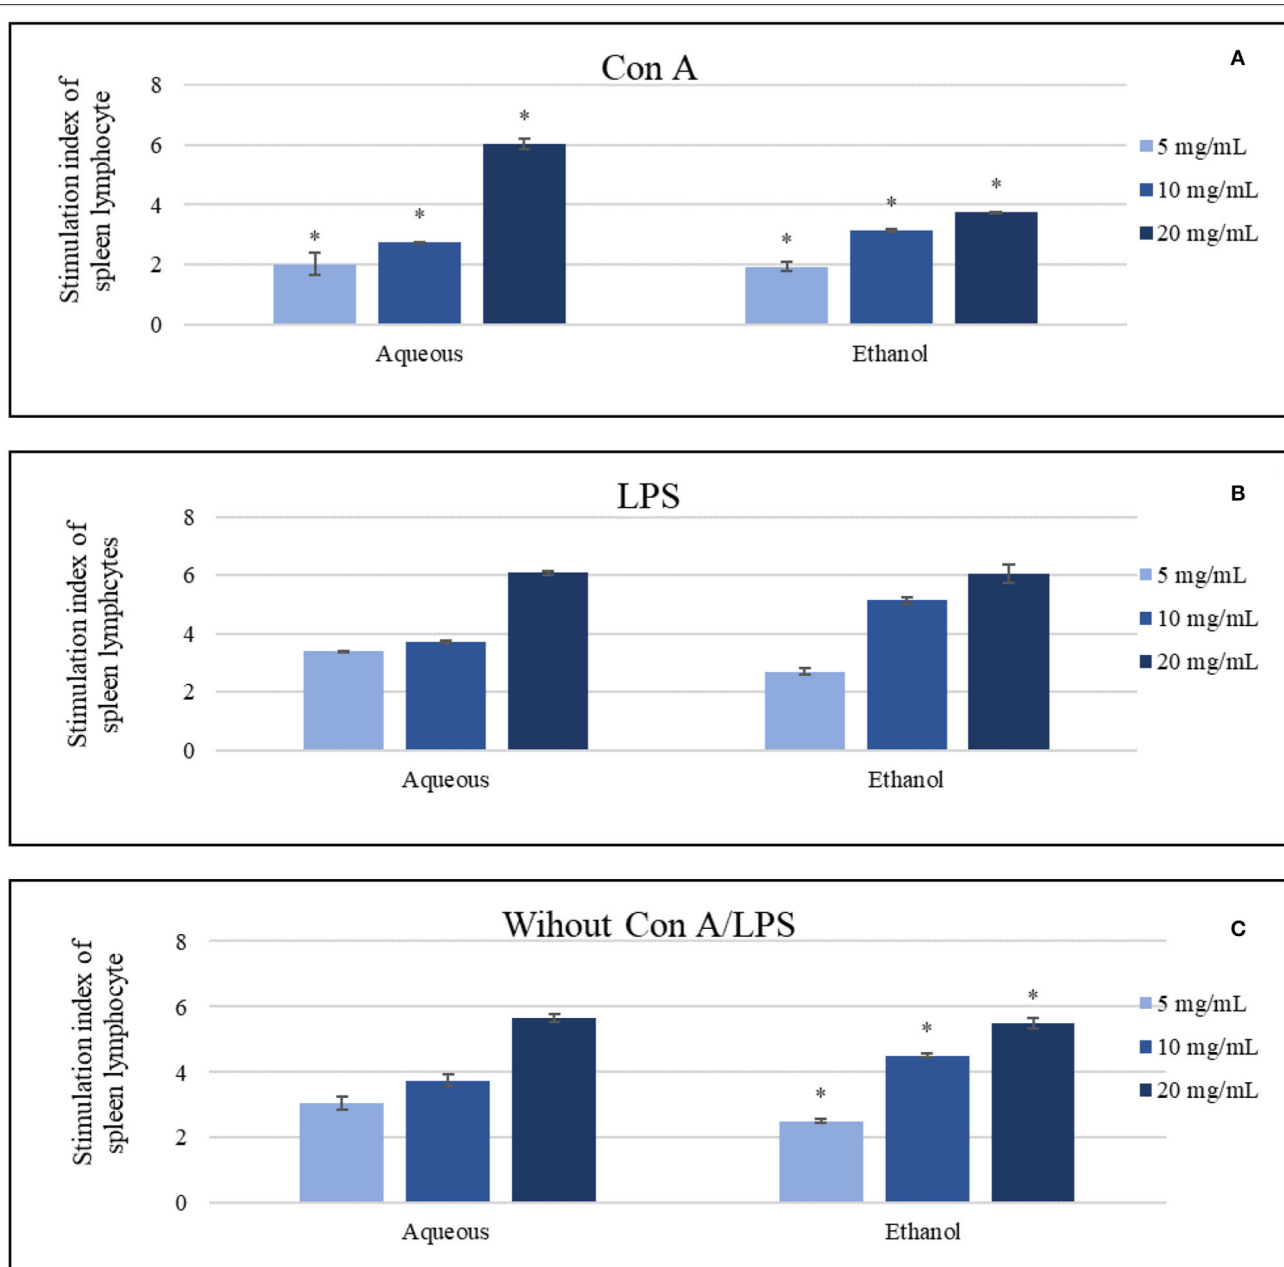 A
Con A
Stimulation index of
spleen lymphocyte
8
6
4
2
0
*
*
*
*
*
*
Aqueous
Ethanol
5 mg/mL
10 mg/mL
20 mg/mL
B
LPS
Stimulation index of
spleen lymphcytes
8
6
4
2
0
Aqueous
Ethanol
5 mg/mL
10 mg/mL
20 mg/mL
C
Wihout Con A/LPS
Stimulation index of
spleen lymphocyte
8
6
4
2
0
*
*
*
Aqueous
Ethanol
5 mg/mL
10 mg/mL
20 mg/mL